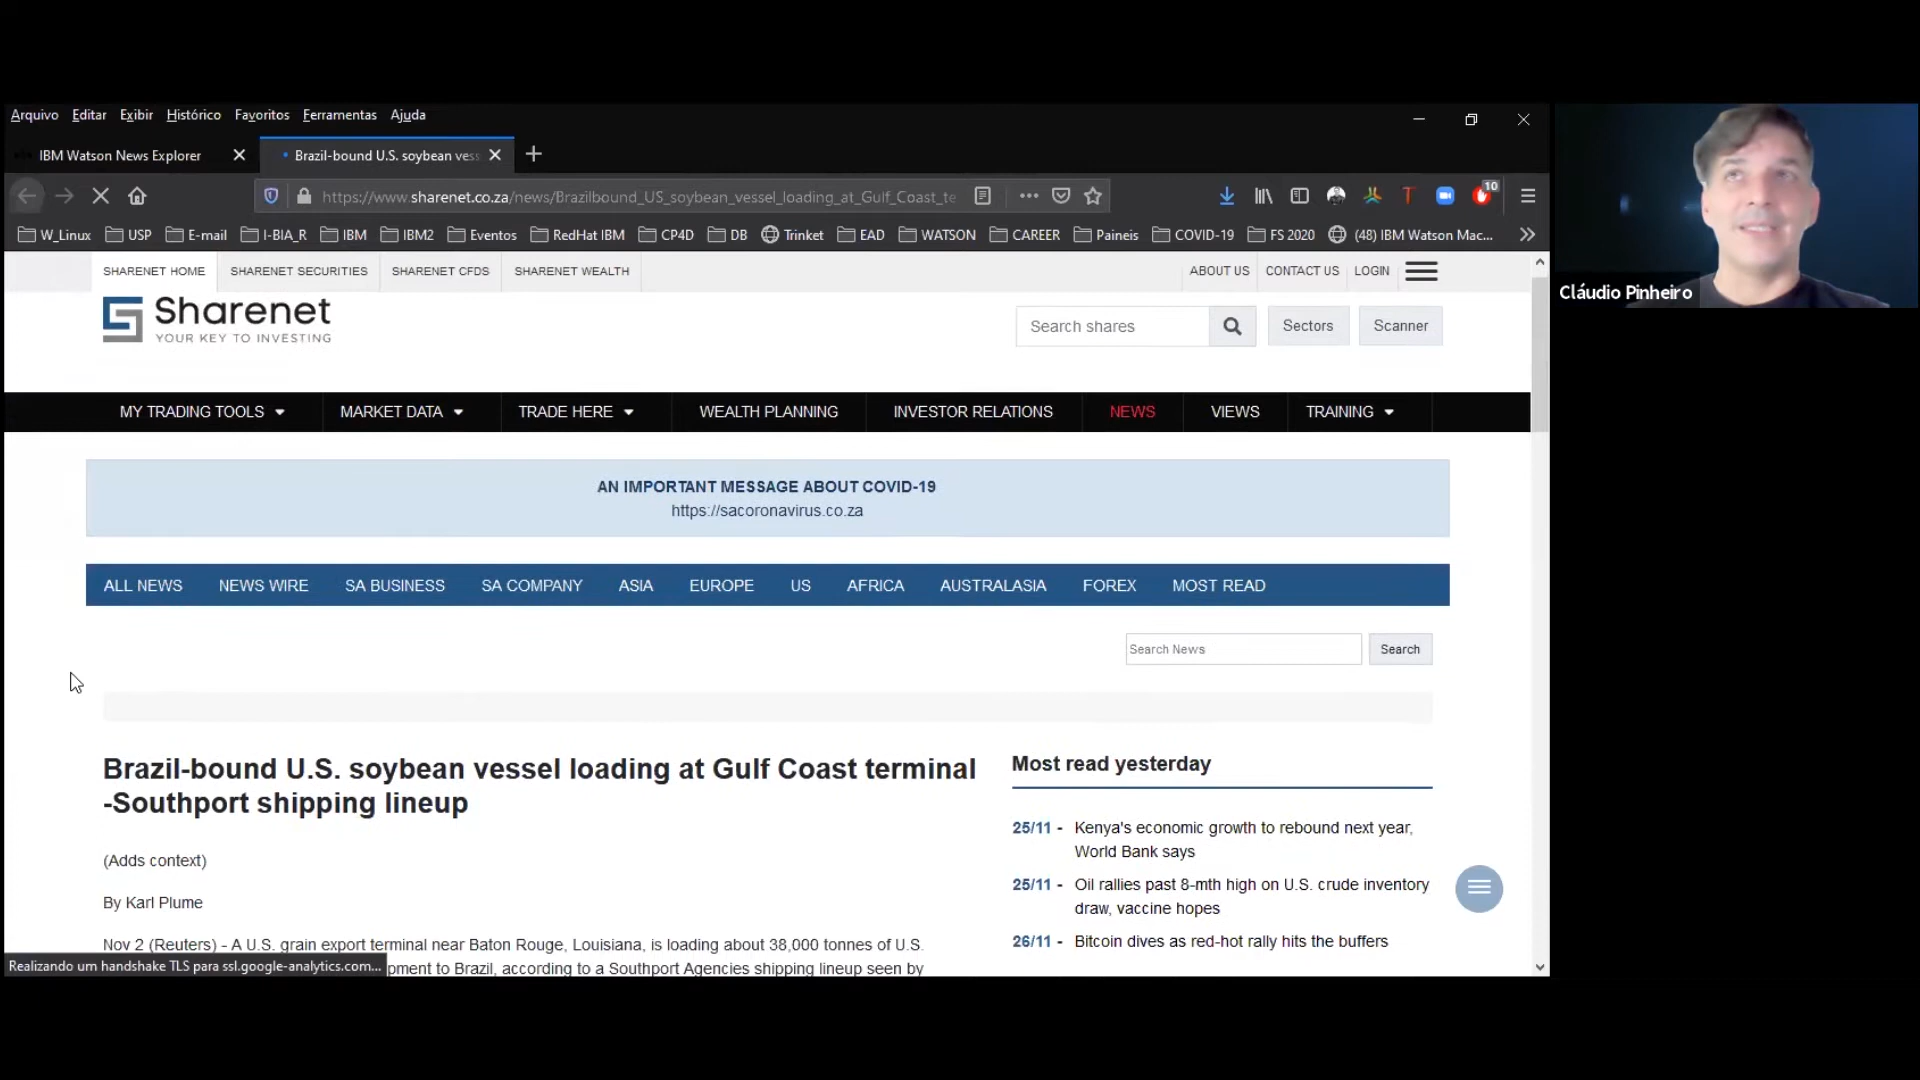 Arquivo Editar Exibir Histórico Favoritos Ferramentas Ajuda
IBM Watson News Explorer
Brazil-bound U.S. soybean ves
https://www.sharenet.co.za/news/Brazilbound_US_soybean_vessel_loading_at_Gulf_Coast_te
10
W_Linux USP E-mail I-BIA_R IBM IBM2 Eventos RedHat IBM CP4D DB Trinket EAD WATSON CAREER Paineis COVID-19 FS 2020 (48) IBM Watson Mac...
Cláudio Pinheiro
SHARENET HOME SHARENET SECURITIES SHARENET CFDS SHARENET WEALTH ABOUT US CONTACT US LOGIN
Sharenet
YOUR KEY TO INVESTING
Search shares Sectors Scanner
MY TRADING TOOLS MARKET DATA TRADE HERE WEALTH PLANNING INVESTOR RELATIONS NEWS VIEWS TRAINING
AN IMPORTANT MESSAGE ABOUT COVID-19
https://sacoronavirus.co.za
ALL NEWS NEWS WIRE SA BUSINESS SA COMPANY ASIA EUROPE US AFRICA AUSTRALASIA FOREX MOST READ
Search News Search
Brazil-bound U.S. soybean vessel loading at Gulf Coast terminal
-Southport shipping lineup
(Adds context)
By Karl Plume
Nov 2 (Reuters) - A U.S. grain export terminal near Baton Rouge, Louisiana, is loading about 38,000 tonnes of U.S.
pment to Brazil, according to a Southport Agencies shipping lineup seen by
Most read yesterday
25/11 - Kenya's economic growth to rebound next year,
World Bank says
25/11 - Oil rallies past 8-mth high on U.S. crude inventory
draw, vaccine hopes
26/11 - Bitcoin dives as red-hot rally hits the buffers
Realizando um handshake TLS para ssl.google-analytics.com...